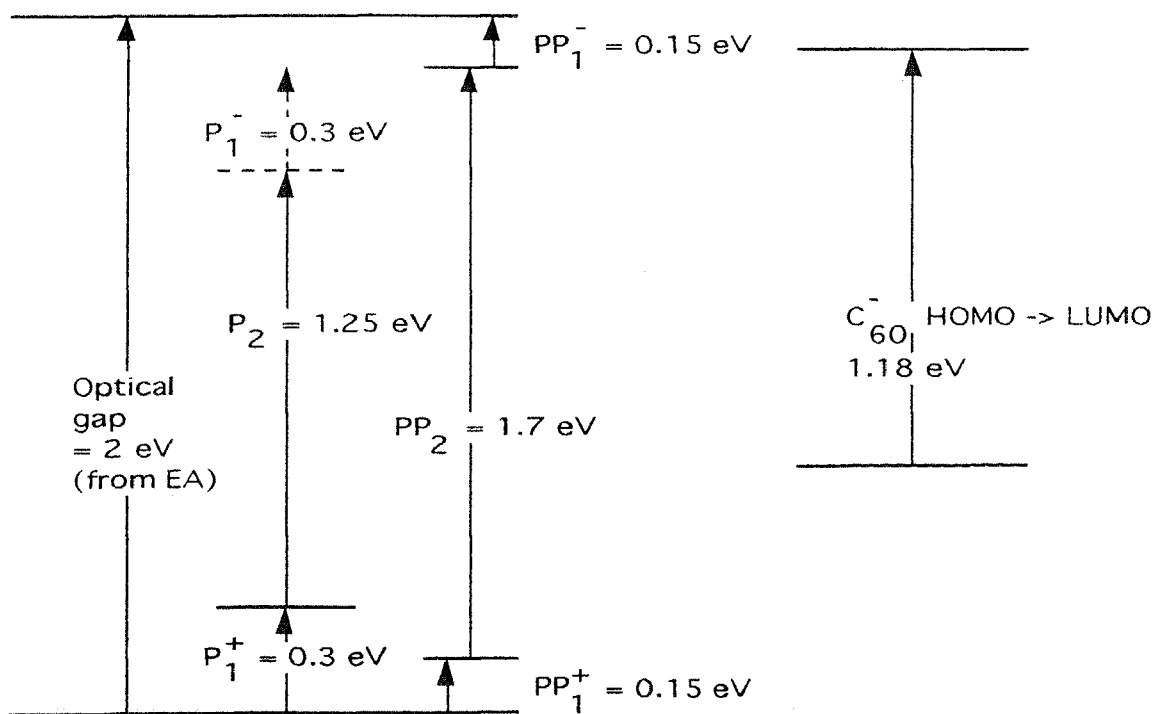 PP₁⁻ = 0.15 eV
P₁⁻ = 0.3 eV
P₂ = 1.25 eV
C₆₀⁻ HOMO -> LUMO
1.18 eV
Optical
gap
= 2 eV
(from EA)
PP₂ = 1.7 eV
P₁⁺ = 0.3 eV
PP₁⁺ = 0.15 eV